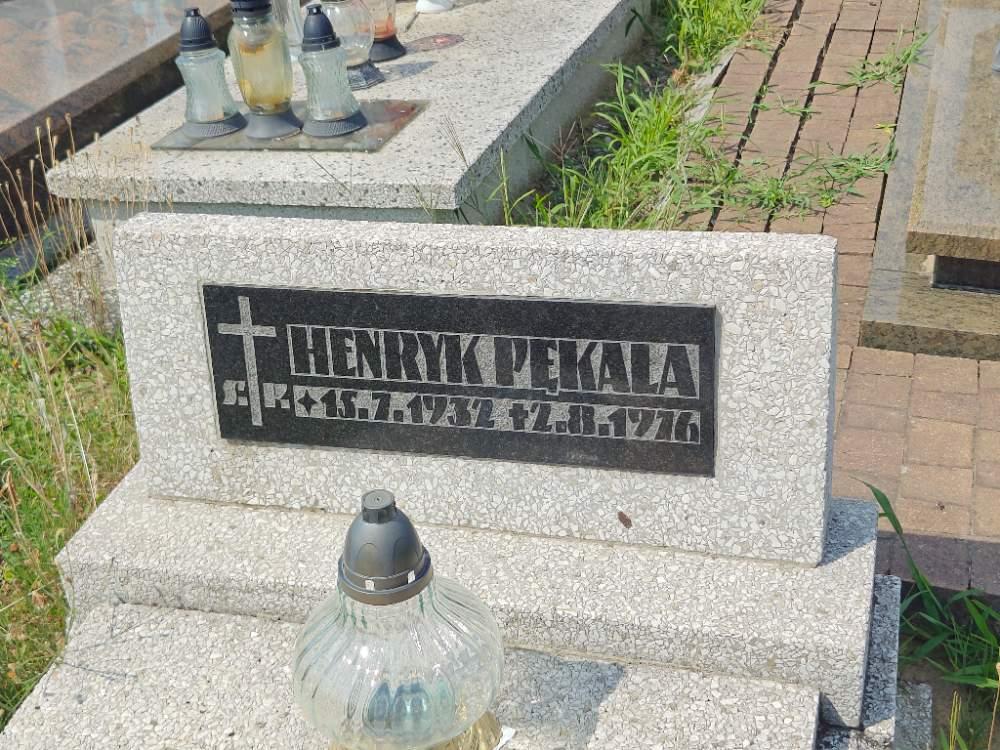 HENRYK PĘKALA
Ś.P. ✦15.7.1932 ✝2.8.1976